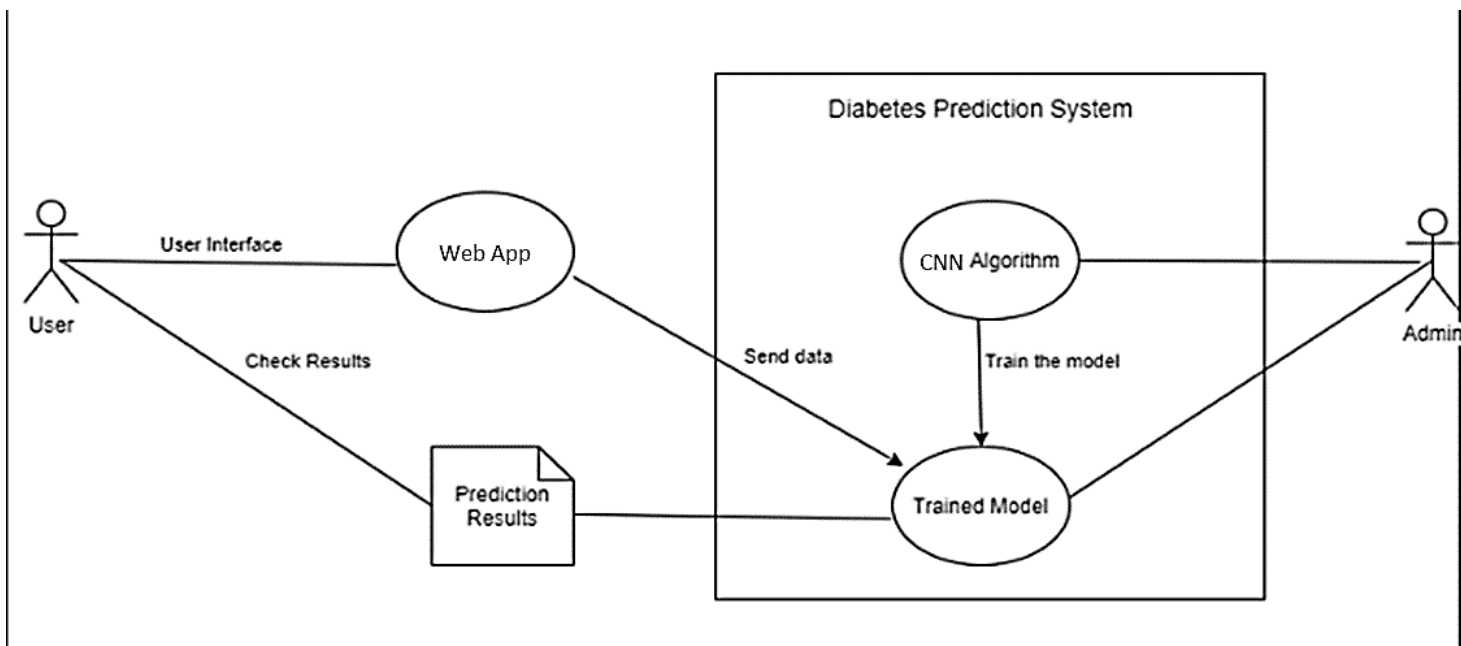 Diabetes Prediction System
User Interface
Web App
CNN Algorithm
User
Admin
Check Results
Send data
Train the model
Prediction
Results
Trained Model